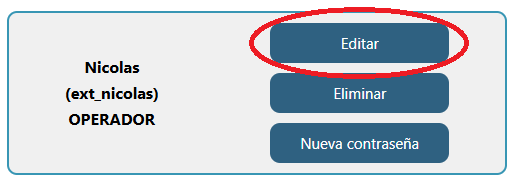 Nicolas
(ext_nicolas)
OPERADOR
Editar
Eliminar
Nueva contraseña